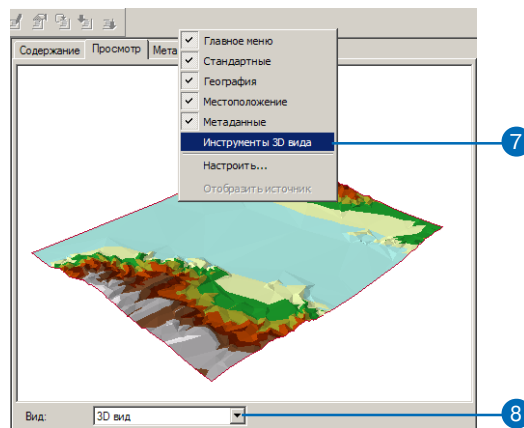 Содержание Просмотр Мета
Главное меню
Стандартные
География
Местоположение
Метаданные
Инструменты 3D вида
7
Настроить...
Отобразить источник
Вид: 3D вид
8